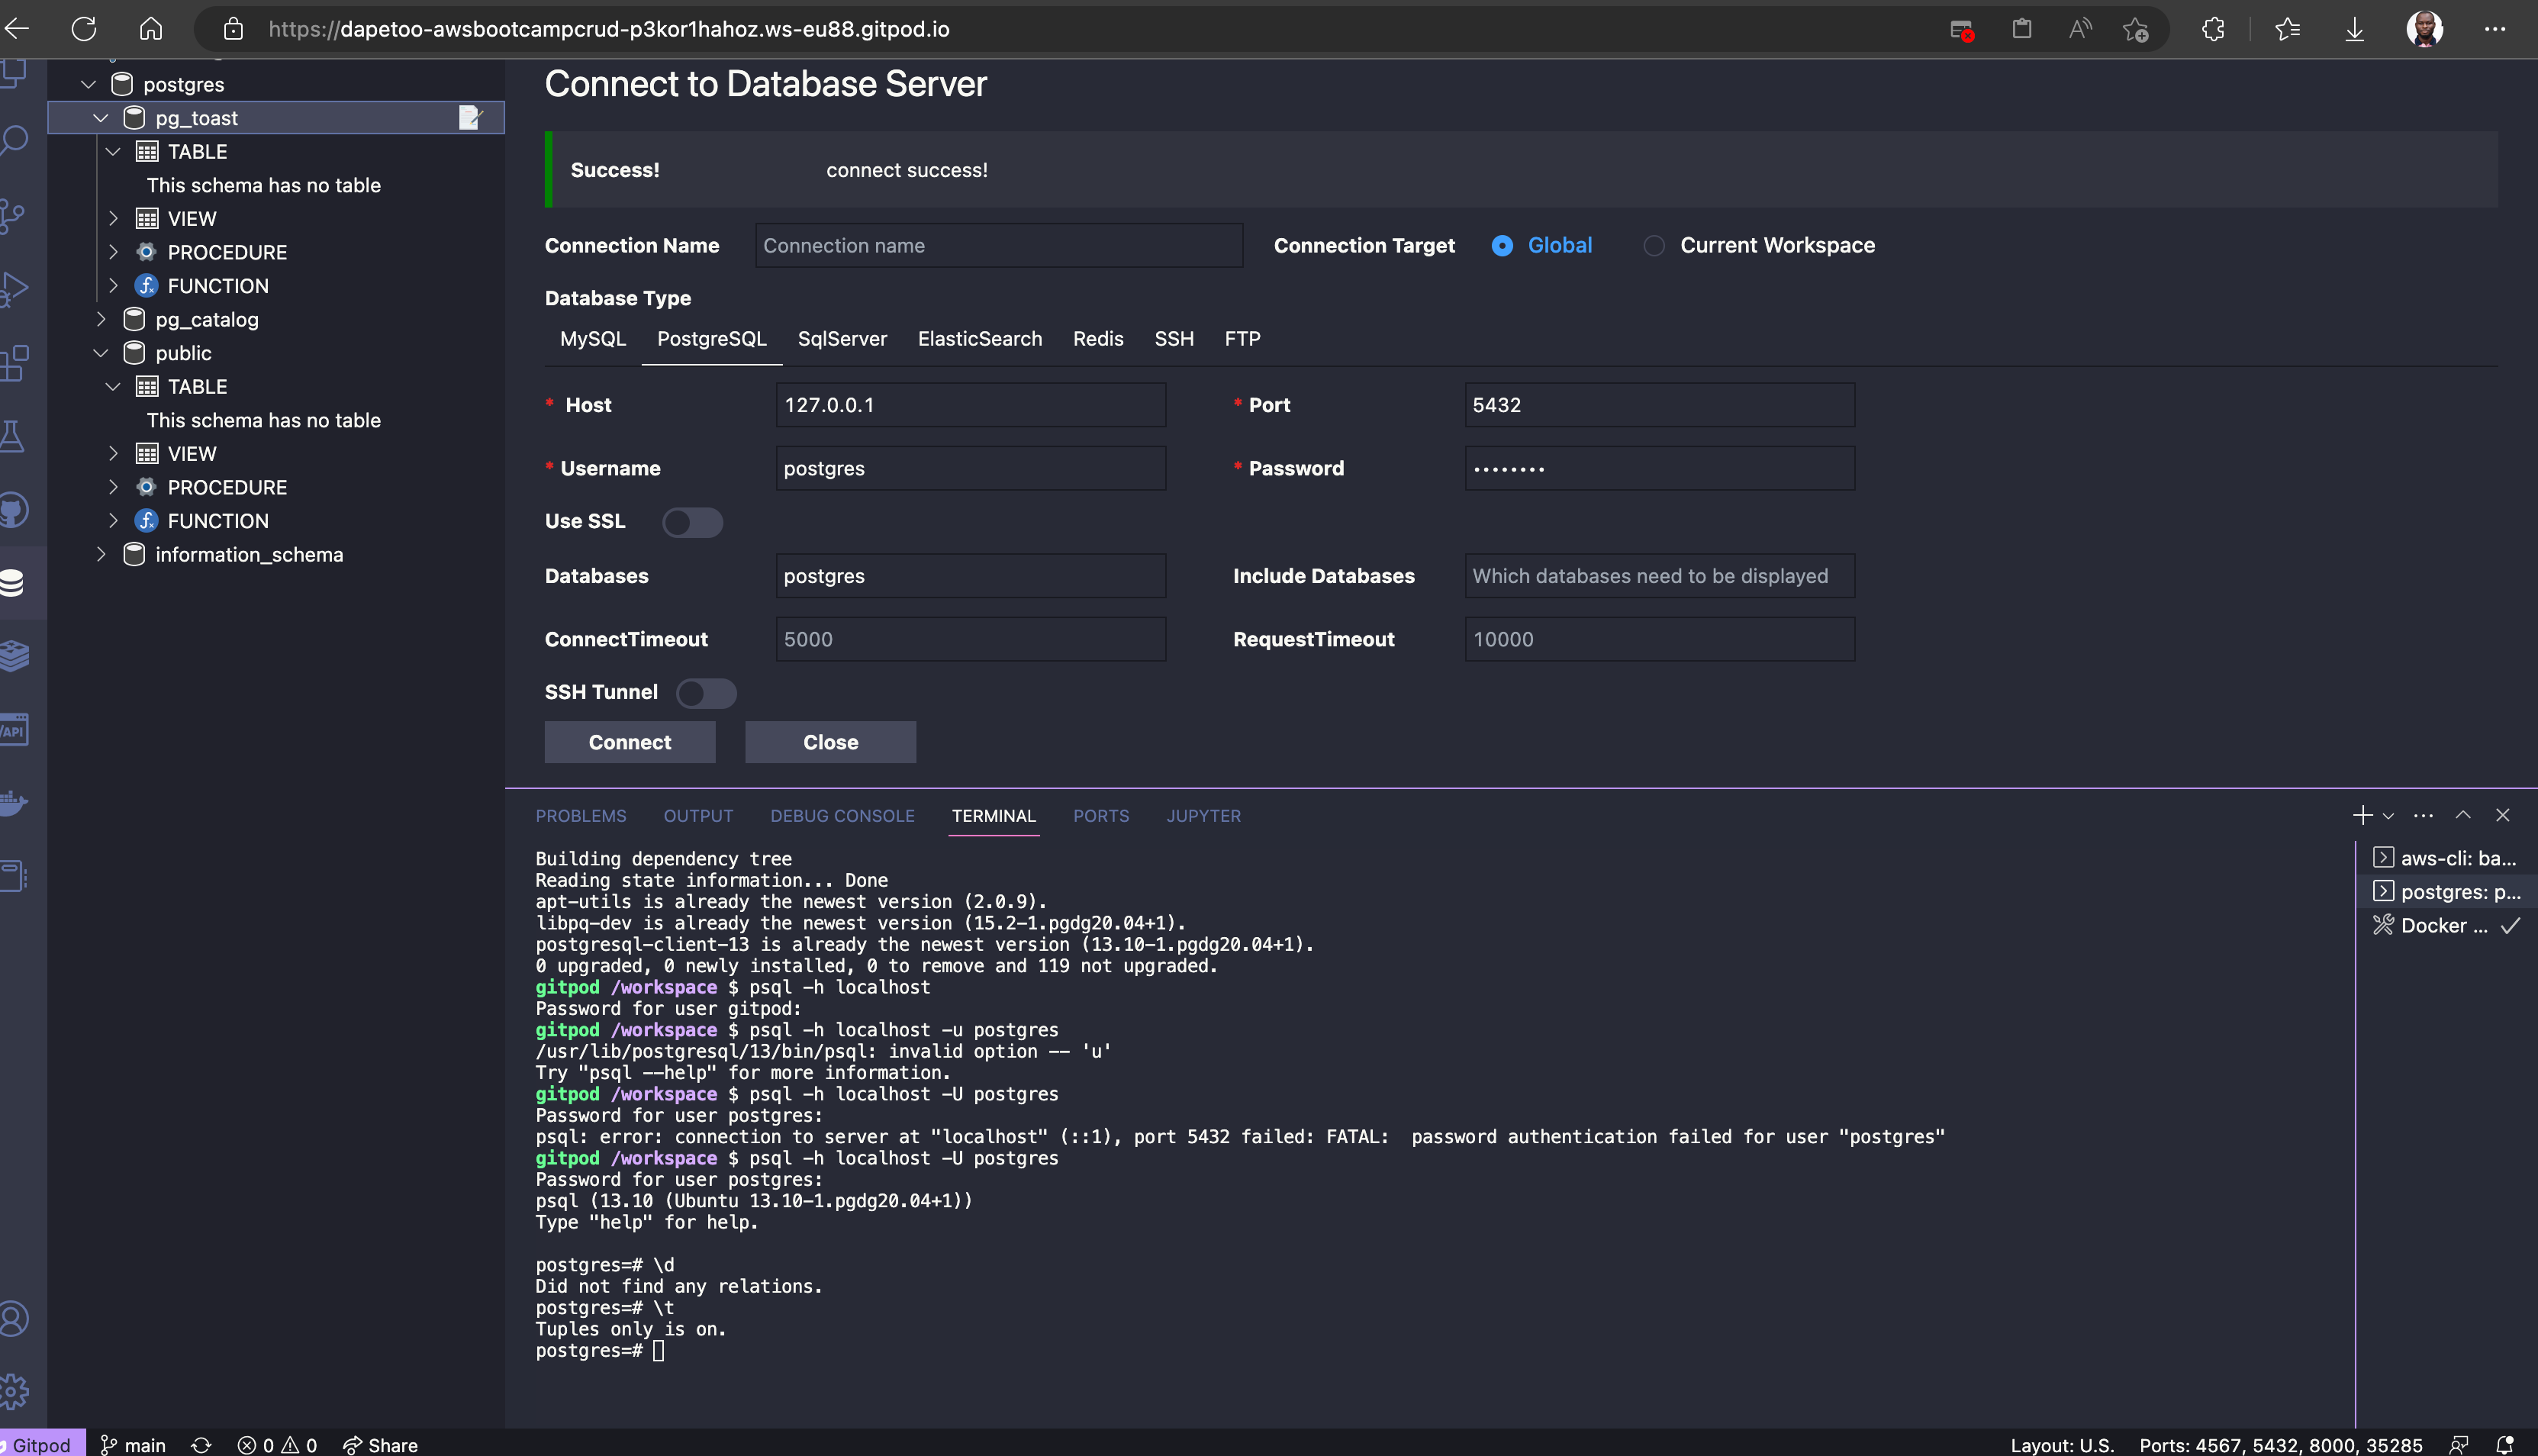 https://dapetoo-awsbootcampcrud-p3kor1hahoz.ws-eu88.gitpod.io
postgres
pg_toast
TABLE
This schema has no table
VIEW
PROCEDURE
FUNCTION
pg_catalog
public
TABLE
This schema has no table
VIEW
PROCEDURE
FUNCTION
information_schema
Connect to Database Server
Success! connect success!
Connection Name Connection name Connection Target Global Current Workspace
Database Type
MySQL PostgreSQL SqlServer ElasticSearch Redis SSH FTP
* Host 127.0.0.1 * Port 5432
* Username postgres * Password ••••••••
Use SSL
Databases postgres Include Databases Which databases need to be displayed
ConnectTimeout 5000 RequestTimeout 10000
SSH Tunnel
Connect Close
PROBLEMS OUTPUT DEBUG CONSOLE TERMINAL PORTS JUPYTER
Building dependency tree
Reading state information... Done
apt-utils is already the newest version (2.0.9).
libpq-dev is already the newest version (15.2-1.pgdg20.04+1).
postgresql-client-13 is already the newest version (13.10-1.pgdg20.04+1).
0 upgraded, 0 newly installed, 0 to remove and 119 not upgraded.
gitpod /workspace $ psql -h localhost
Password for user gitpod:
gitpod /workspace $ psql -h localhost -u postgres
/usr/lib/postgresql/13/bin/psql: invalid option -- 'u'
Try "psql --help" for more information.
gitpod /workspace $ psql -h localhost -U postgres
Password for user postgres:
psql: error: connection to server at "localhost" (::1), port 5432 failed: FATAL:  password authentication failed for user "postgres"
gitpod /workspace $ psql -h localhost -U postgres
Password for user postgres:
psql (13.10 (Ubuntu 13.10-1.pgdg20.04+1))
Type "help" for help.
postgres=# \d
Did not find any relations.
postgres=# \t
Tuples only is on.
postgres=#
aws-cli: ba...
postgres: p...
Docker ...
/API
Gitpod main 0 0 Share Layout: U.S. Ports: 4567, 5432, 8000, 35285